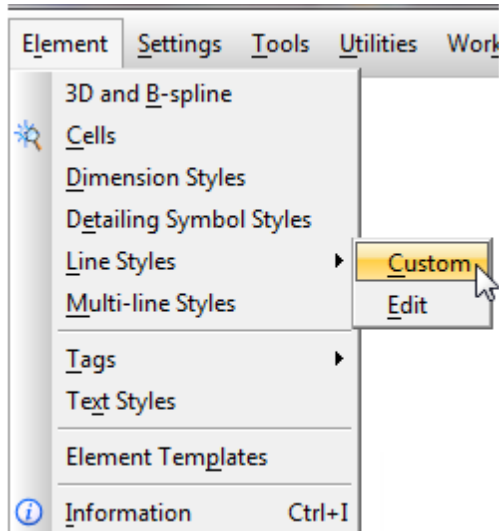 Element Settings Tools Utilities
3D and B-spline
Cells
Dimension Styles
Detailing Symbol Styles
Line Styles
Custom
Multi-line Styles
Edit
Tags
Text Styles
Element Templates
Information Ctrl+I